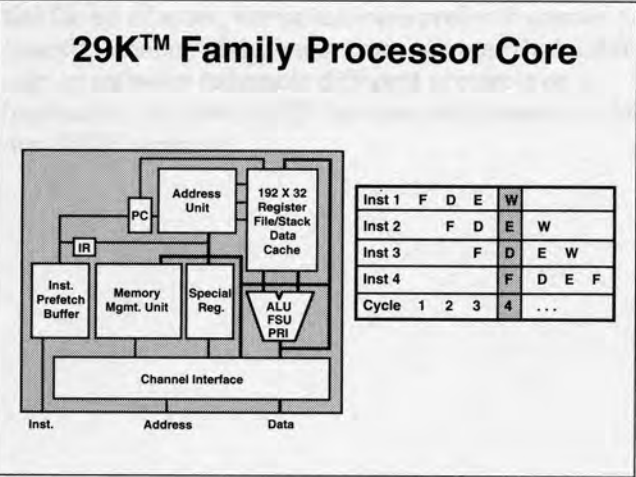 29K™ Family Processor Core
Address
Unit
192 X 32
Register
File/Stack
Data
Cache
PC
IR
Inst.
Prefetch
Buffer
Memory
Mgmt. Unit
Special
Reg.
ALU
FSU
PRI
Channel Interface
Inst. Address Data
Inst 1 F D E W
Inst 2 F D E W
Inst 3 F D E W
Inst 4 F D E F
Cycle 1 2 3 4 ...